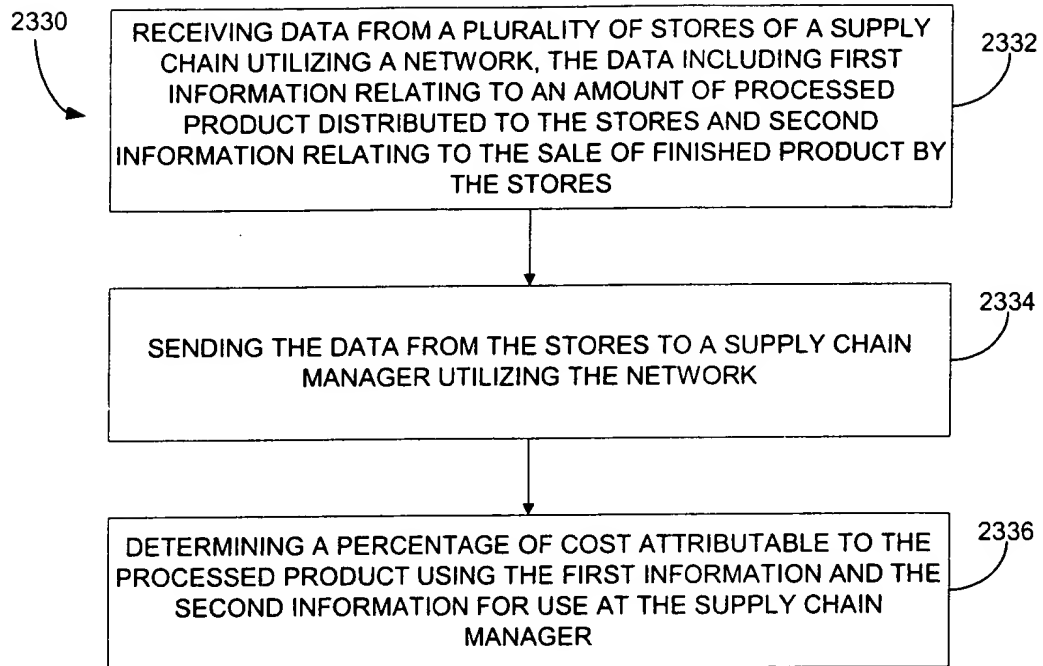 2330
RECEIVING DATA FROM A PLURALITY OF STORES OF A SUPPLY
CHAIN UTILIZING A NETWORK, THE DATA INCLUDING FIRST
INFORMATION RELATING TO AN AMOUNT OF PROCESSED
PRODUCT DISTRIBUTED TO THE STORES AND SECOND
INFORMATION RELATING TO THE SALE OF FINISHED PRODUCT BY
THE STORES
2332
SENDING THE DATA FROM THE STORES TO A SUPPLY CHAIN
MANAGER UTILIZING THE NETWORK
2334
DETERMINING A PERCENTAGE OF COST ATTRIBUTABLE TO THE
PROCESSED PRODUCT USING THE FIRST INFORMATION AND THE
SECOND INFORMATION FOR USE AT THE SUPPLY CHAIN
MANAGER
2336